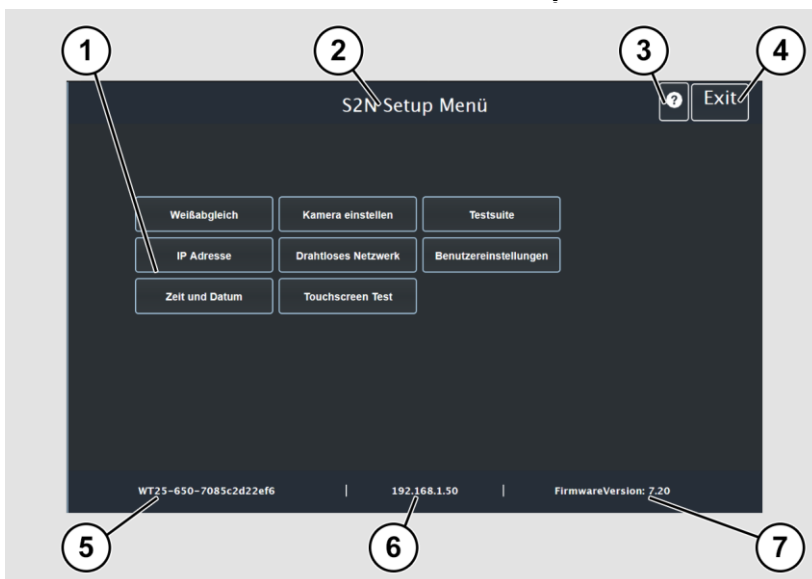 1 2 3 4
S2N Setup Menü ? Exit
Weißabgleich Kamera einstellen Testsuite
IP Adresse Drahtloses Netzwerk Benutzereinstellungen
Zeit und Datum Touchscreen Test
WT25-650-7085c2d22ef6 | 192.168.1.50 | FirmwareVersion: 7.20
5 6 7